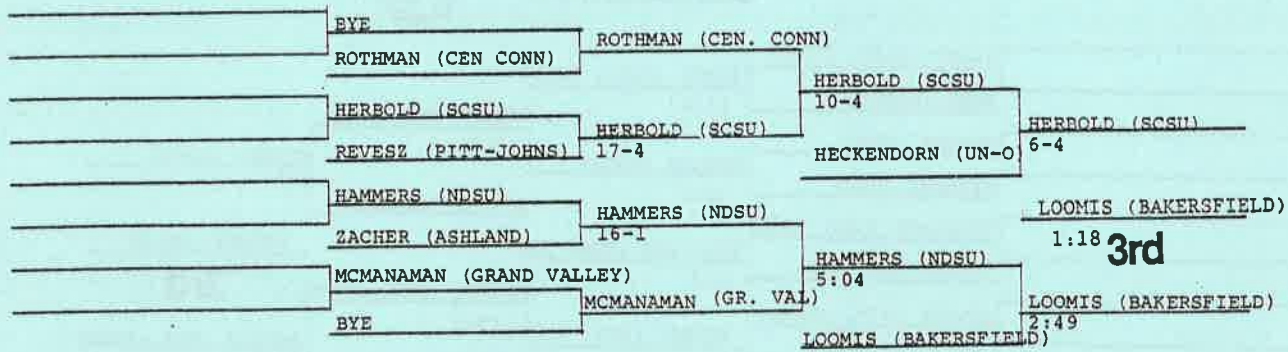 BYE
ROTHMAN (CEN CONN)
HERBOLD (SCSU)
REVESZ (PITT-JOHNS)
HAMMERS (NDSU)
ZACHER (ASHLAND)
MCMANAMAN (GRAND VALLEY)
BYE
ROTHMAN (CEN. CONN)
HERBOLD (SCSU)
17-4
HAMMERS (NDSU)
16-1
MCMANAMAN (GR. VAL)
HERBOLD (SCSU)
10-4
HECKENDORN (UN-O)
HAMMERS (NDSU)
5:04
LOOMIS (BAKERSFIELD)
HERBOLD (SCSU)
6-4
LOOMIS (BAKERSFIELD)
2:49
LOOMIS (BAKERSFIELD)
1:18 3rd